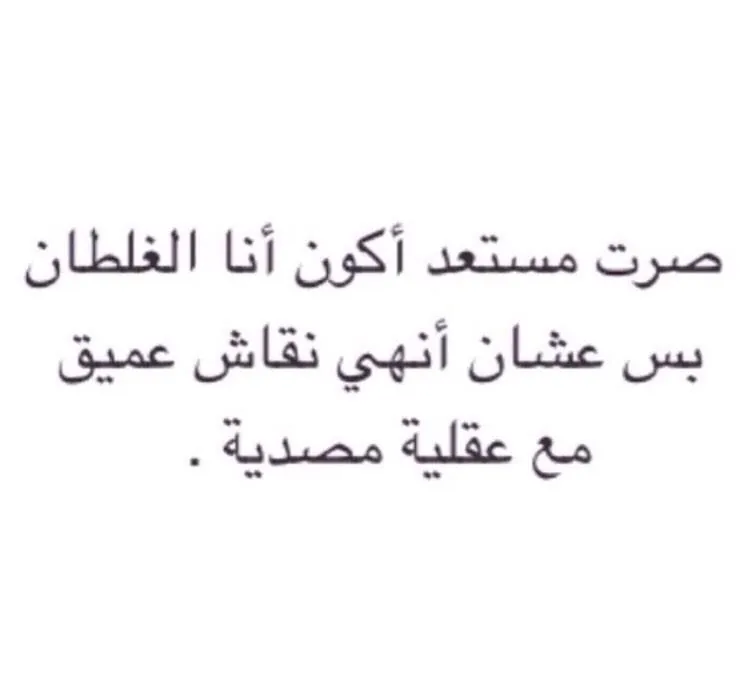 صرت مستعد أكون أنا الغلطان
بس عشان أنهي نقاش عميق
مع عقلية مصدية .